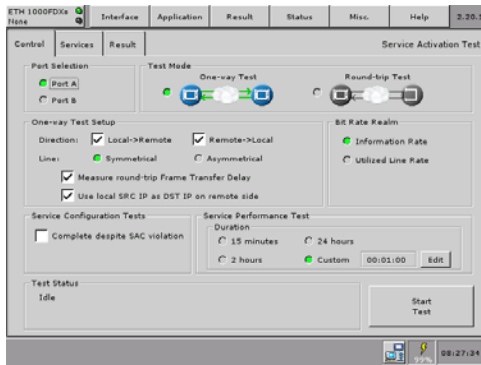 ETH 1000FDXe Interface Application Result Status Misc. Help 2.20.
None
Control Services Result Service Activation Test
Port Selection Test Mode
Port A One-way Test Round-trip Test
Port B
One-way Test Setup Bit Rate Realm
Direction: Local->Remote Remote->Local Information Rate
Line: Symmetrical Asymmetrical Utilized Line Rate
Measure round-trip Frame Transfer Delay
Use local SRC IP as DST IP on remote side
Service Configuration Tests Service Performance Test
Duration
Complete despite SAC violation 15 minutes 24 hours
2 hours Custom 00:01:00 Edit
Test Status
Idle
Start
Test
99% 08:27:24